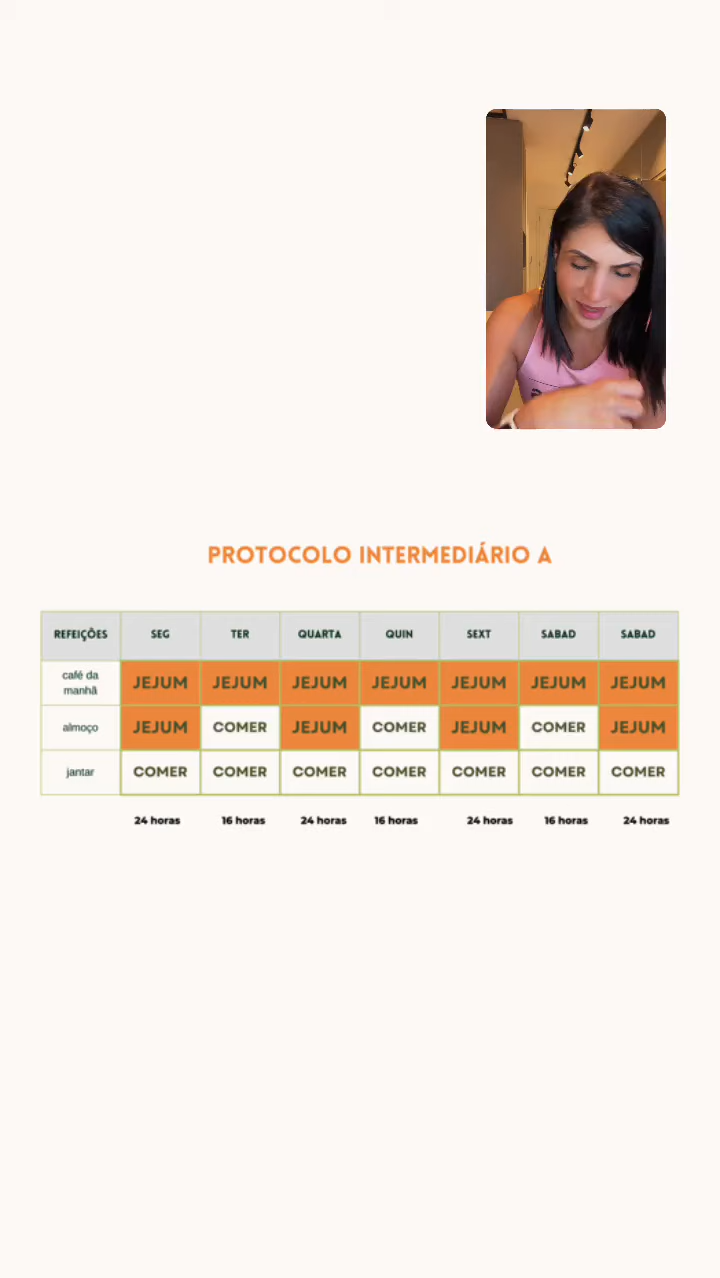 PROTOCOLO INTERMEDIÁRIO A
REFEIÇÕES SEG TER QUARTA QUIN SEXT SABAD SABAD
café da manhã JEJUM JEJUM JEJUM JEJUM JEJUM JEJUM JEJUM
almoço JEJUM COMER JEJUM COMER JEJUM COMER JEJUM
jantar COMER COMER COMER COMER COMER COMER COMER
24 horas 16 horas 24 horas 16 horas 24 horas 16 horas 24 horas